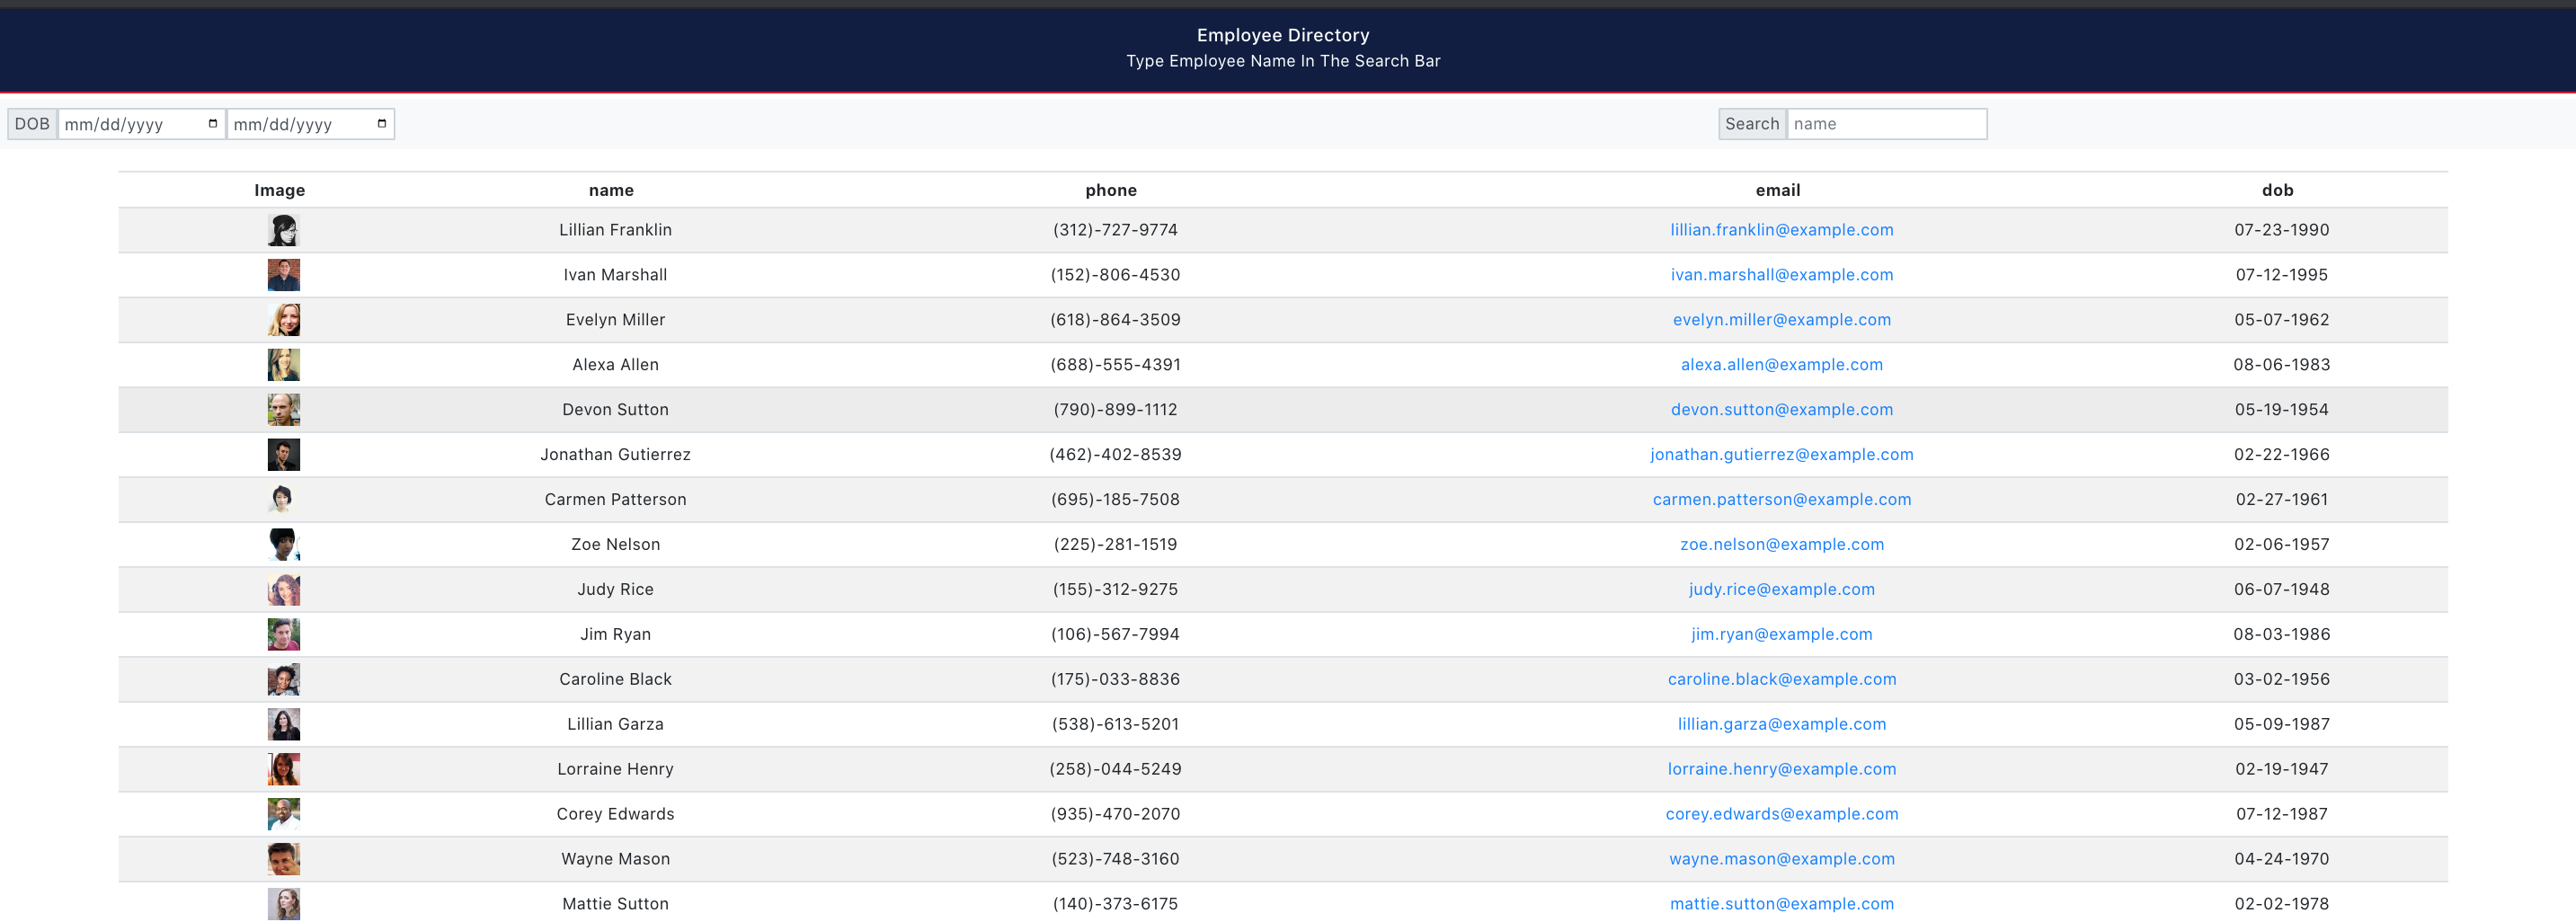 Employee Directory
Type Employee Name In The Search Bar
DOB mm/dd/yyyy mm/dd/yyyy Search name
Image name phone email dob
Lillian Franklin (312)-727-9774 lillian.franklin@example.com 07-23-1990
Ivan Marshall (152)-806-4530 ivan.marshall@example.com 07-12-1995
Evelyn Miller (618)-864-3509 evelyn.miller@example.com 05-07-1962
Alexa Allen (688)-555-4391 alexa.allen@example.com 08-06-1983
Devon Sutton (790)-899-1112 devon.sutton@example.com 05-19-1954
Jonathan Gutierrez (462)-402-8539 jonathan.gutierrez@example.com 02-22-1966
Carmen Patterson (695)-185-7508 carmen.patterson@example.com 02-27-1961
Zoe Nelson (225)-281-1519 zoe.nelson@example.com 02-06-1957
Judy Rice (155)-312-9275 judy.rice@example.com 06-07-1948
Jim Ryan (106)-567-7994 jim.ryan@example.com 08-03-1986
Caroline Black (175)-033-8836 caroline.black@example.com 03-02-1956
Lillian Garza (538)-613-5201 lillian.garza@example.com 05-09-1987
Lorraine Henry (258)-044-5249 lorraine.henry@example.com 02-19-1947
Corey Edwards (935)-470-2070 corey.edwards@example.com 07-12-1987
Wayne Mason (523)-748-3160 wayne.mason@example.com 04-24-1970
Mattie Sutton (140)-373-6175 mattie.sutton@example.com 02-02-1978